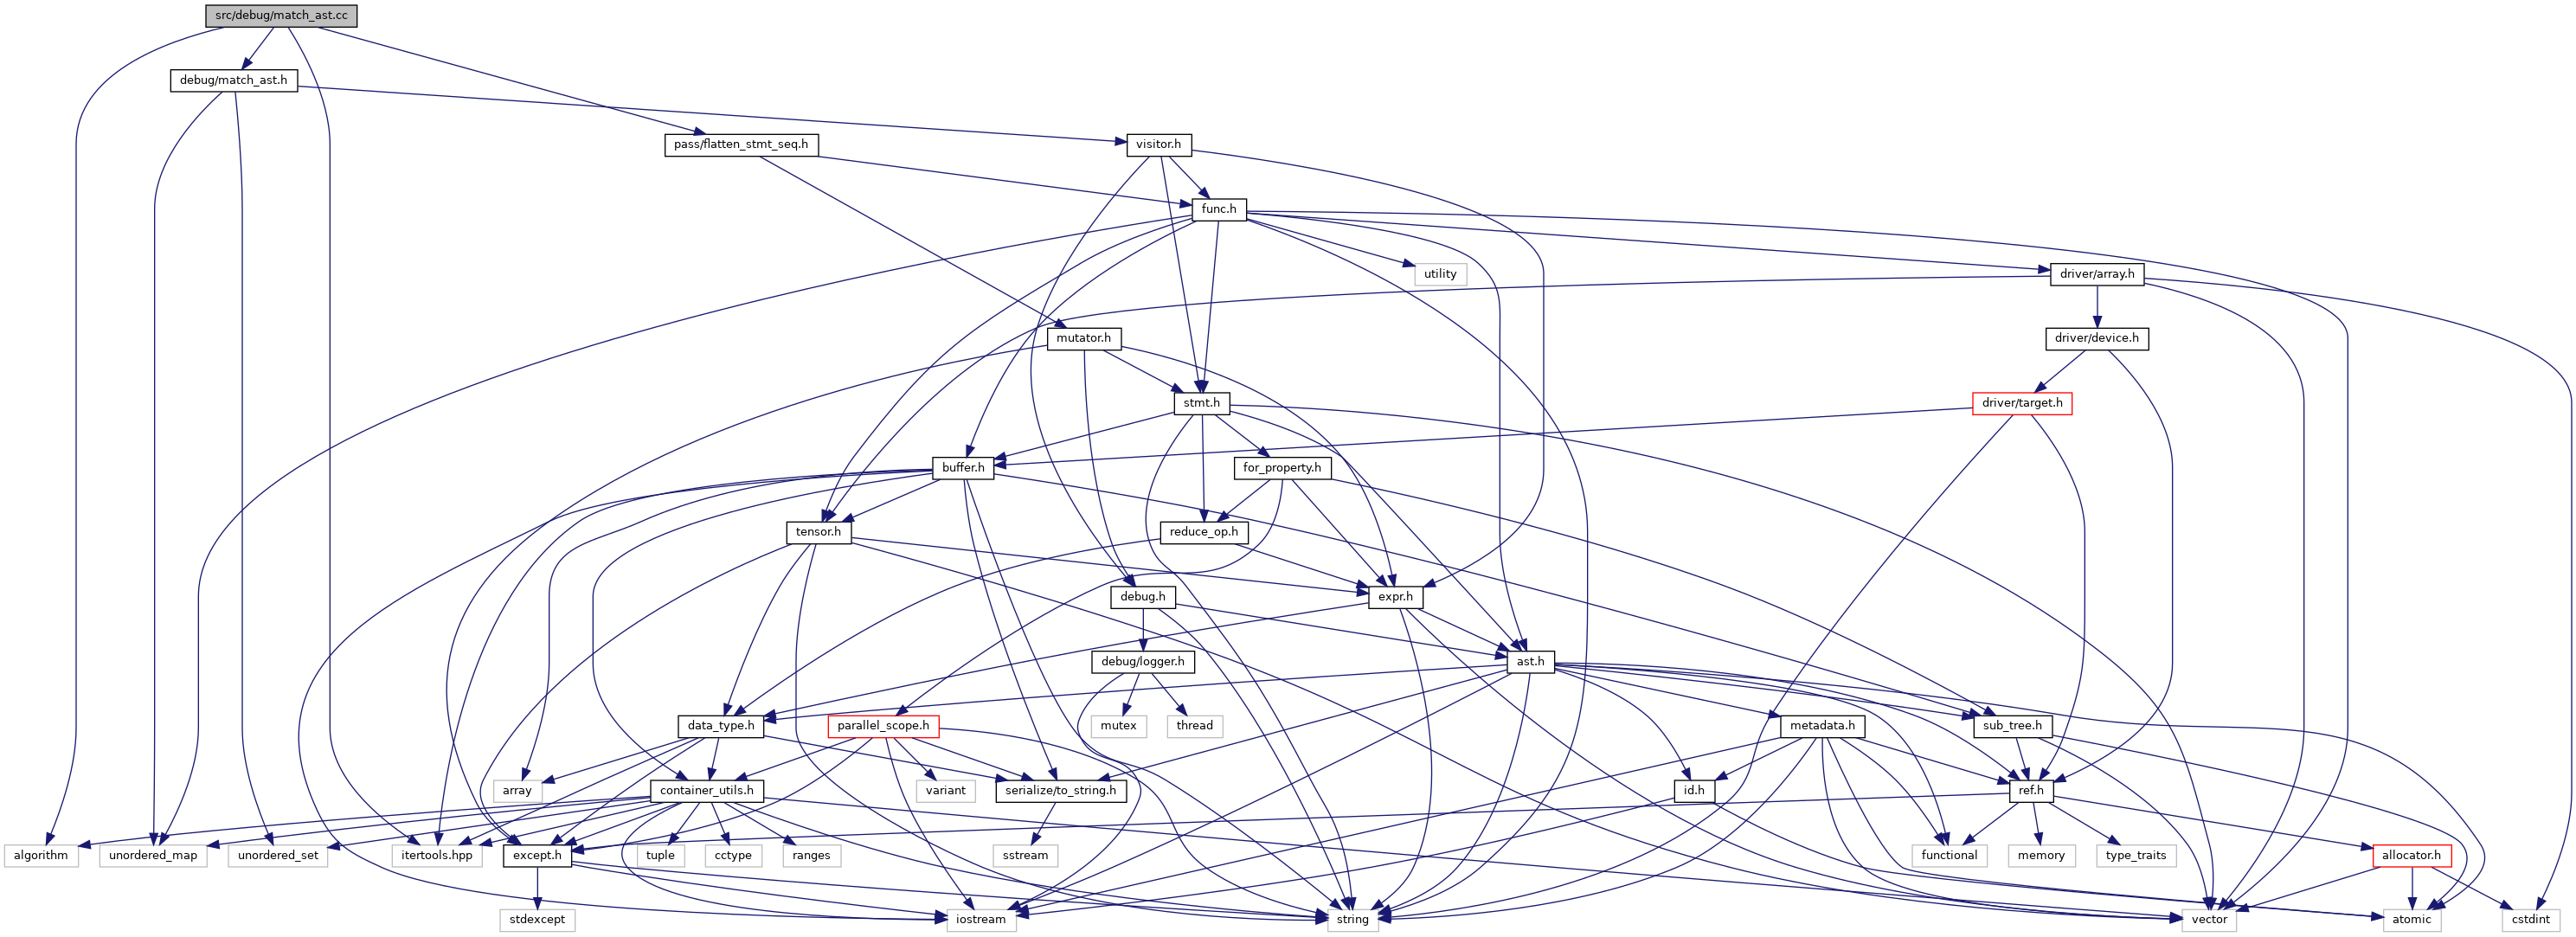 src/debug/match_ast.cc
debug/match_ast.h
pass/flatten_stmt_seq.h
visitor.h
func.h
utility
driver/array.h
mutator.h
driver/device.h
stmt.h
driver/target.h
buffer.h
for_property.h
tensor.h
reduce_op.h
debug.h
expr.h
debug/logger.h
ast.h
data_type.h
parallel_scope.h
mutex
thread
metadata.h
sub_tree.h
array
container_utils.h
variant
serialize/to_string.h
id.h
ref.h
algorithm
unordered_map
unordered_set
itertools.hpp
except.h
tuple
cctype
ranges
sstream
functional
memory
type_traits
allocator.h
stdexcept
iostream
string
vector
atomic
cstdint